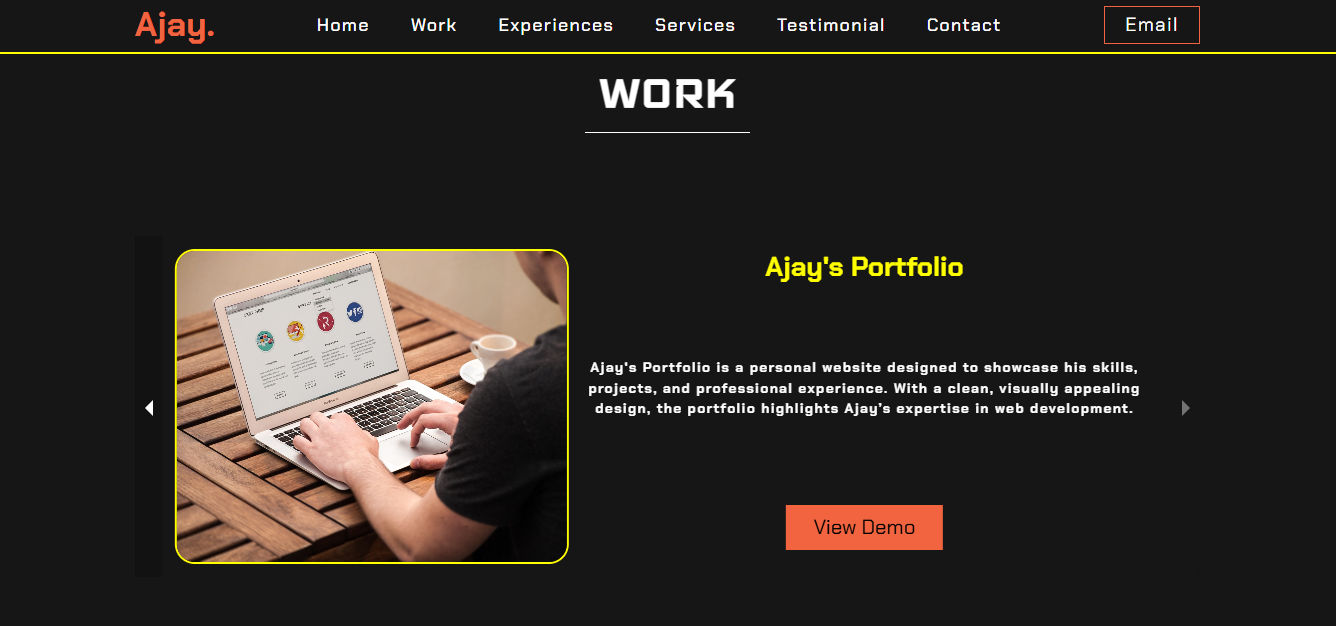 Ajay.
Home Work Experiences Services Testimonial Contact
Email
WORK
Ajay's Portfolio
Ajay's Portfolio is a personal website designed to showcase his skills,
projects, and professional experience. With a clean, visually appealing
design, the portfolio highlights Ajay's expertise in web development.
View Demo